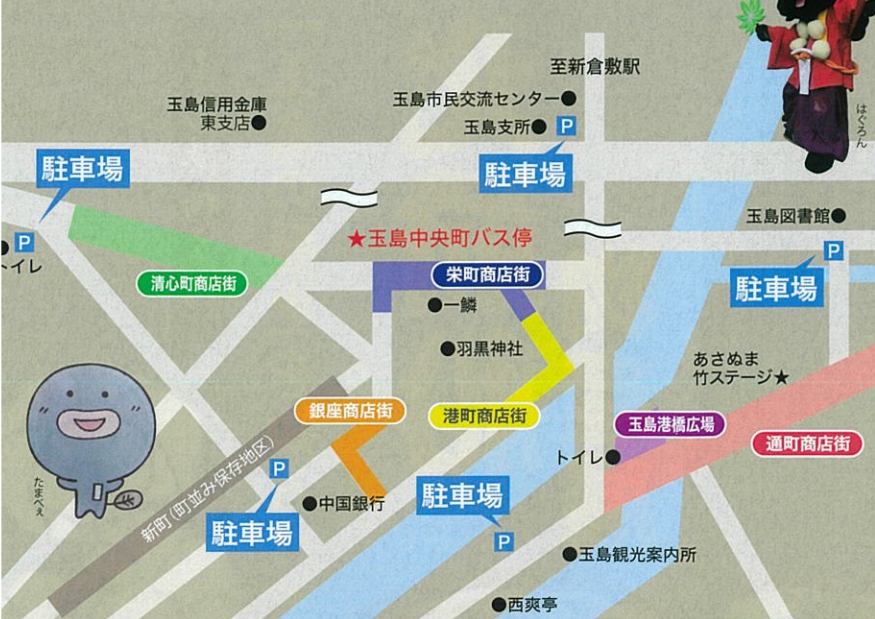 至新倉敷駅
玉島市民交流センター●
玉島信用金庫
東支店●
玉島支所●
P
はぐろん
駐車場
駐車場
玉島図書館●
★玉島中央町バス停
P
トイレ
P
清心町商店街
栄町商店街
駐車場
●一鱗
●羽黒神社
あさぬま
竹ステージ★
銀座商店街
港町商店街
玉島港橋広場
通町商店街
トイレ●
たまべぇ
新町(町並み保存地区)
P
駐車場
●中国銀行
駐車場
P
●玉島観光案内所
●西爽亭